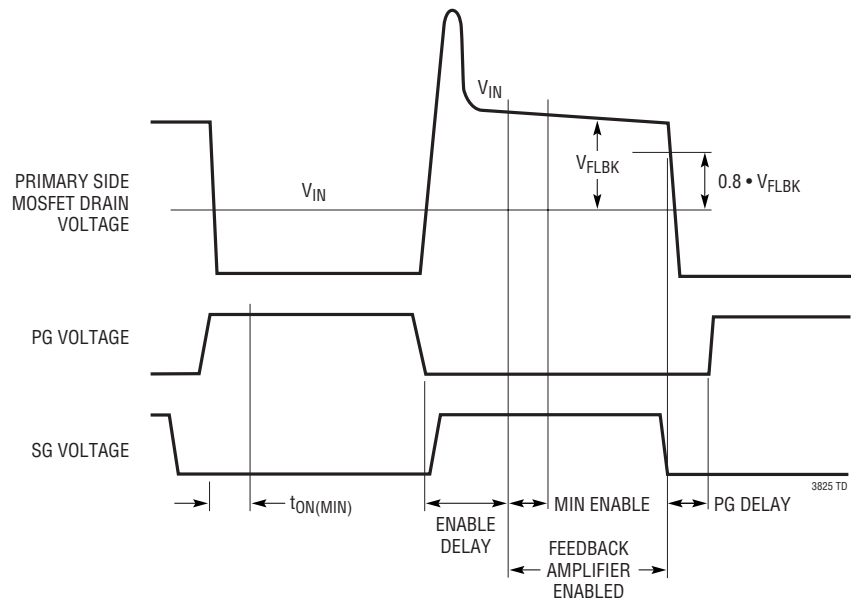 V_IN
PRIMARY SIDE
MOSFET DRAIN
VOLTAGE
V_IN
V_FLBK
0.8 • V_FLBK
PG VOLTAGE
SG VOLTAGE
3825 TD
t_ON(MIN)
ENABLE
DELAY
MIN ENABLE
PG DELAY
FEEDBACK
AMPLIFIER
ENABLED